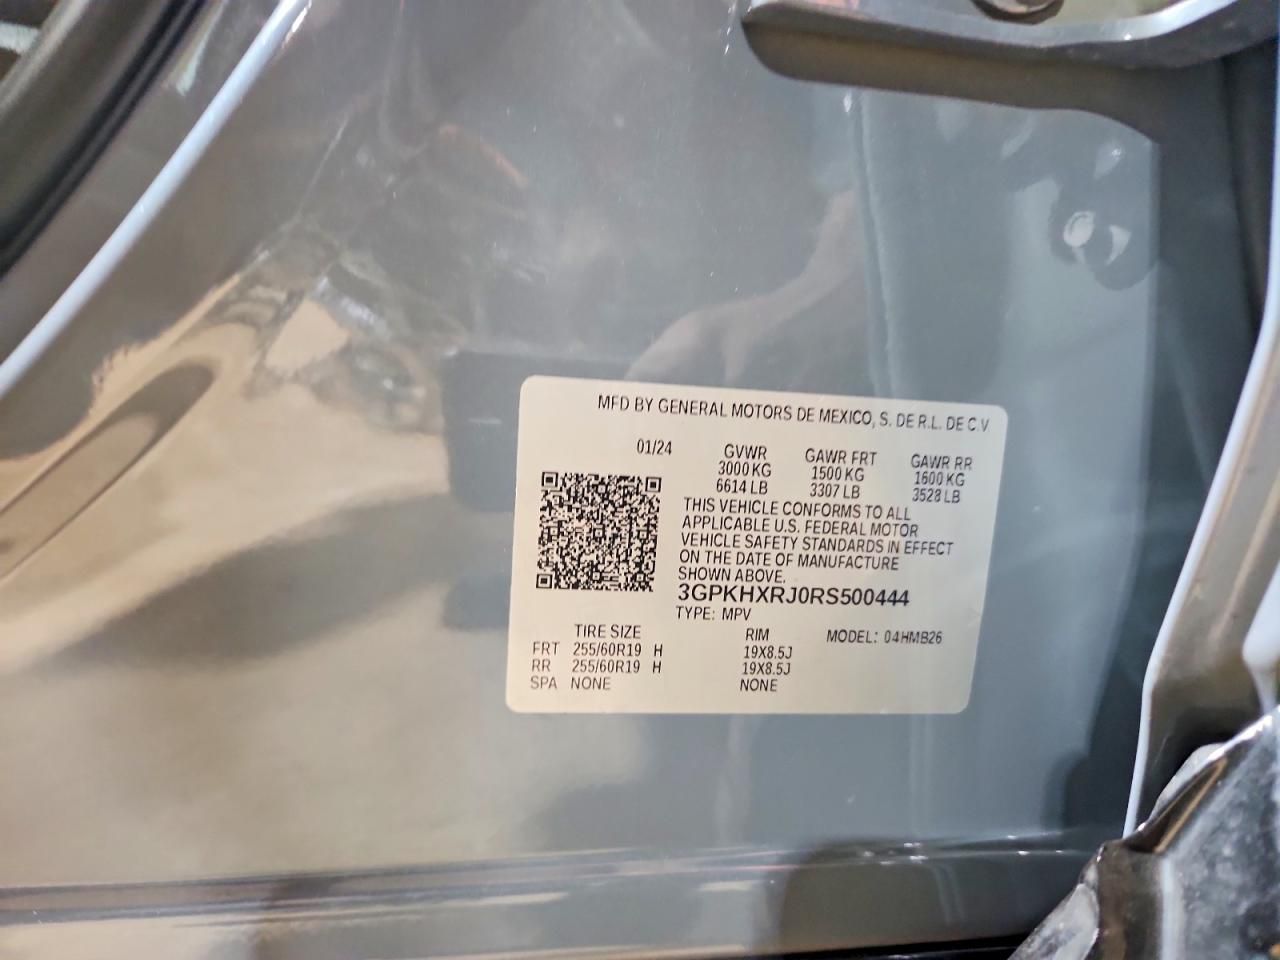 MFD BY GENERAL MOTORS DE MEXICO, S. DE R.L. DE C.V.
01/24 GVWR GAWR FRT GAWR RR
3000 KG 1500 KG 1600 KG
6614 LB 3307 LB 3528 LB
THIS VEHICLE CONFORMS TO ALL
APPLICABLE U.S. FEDERAL MOTOR
VEHICLE SAFETY STANDARDS IN EFFECT
ON THE DATE OF MANUFACTURE
SHOWN ABOVE.
3GPKHXRJ0RS500444
TYPE: MPV
TIRE SIZE RIM MODEL: 04HMB26
FRT 255/60R19 H 19X8.5J
RR 255/60R19 H 19X8.5J
SPA NONE NONE